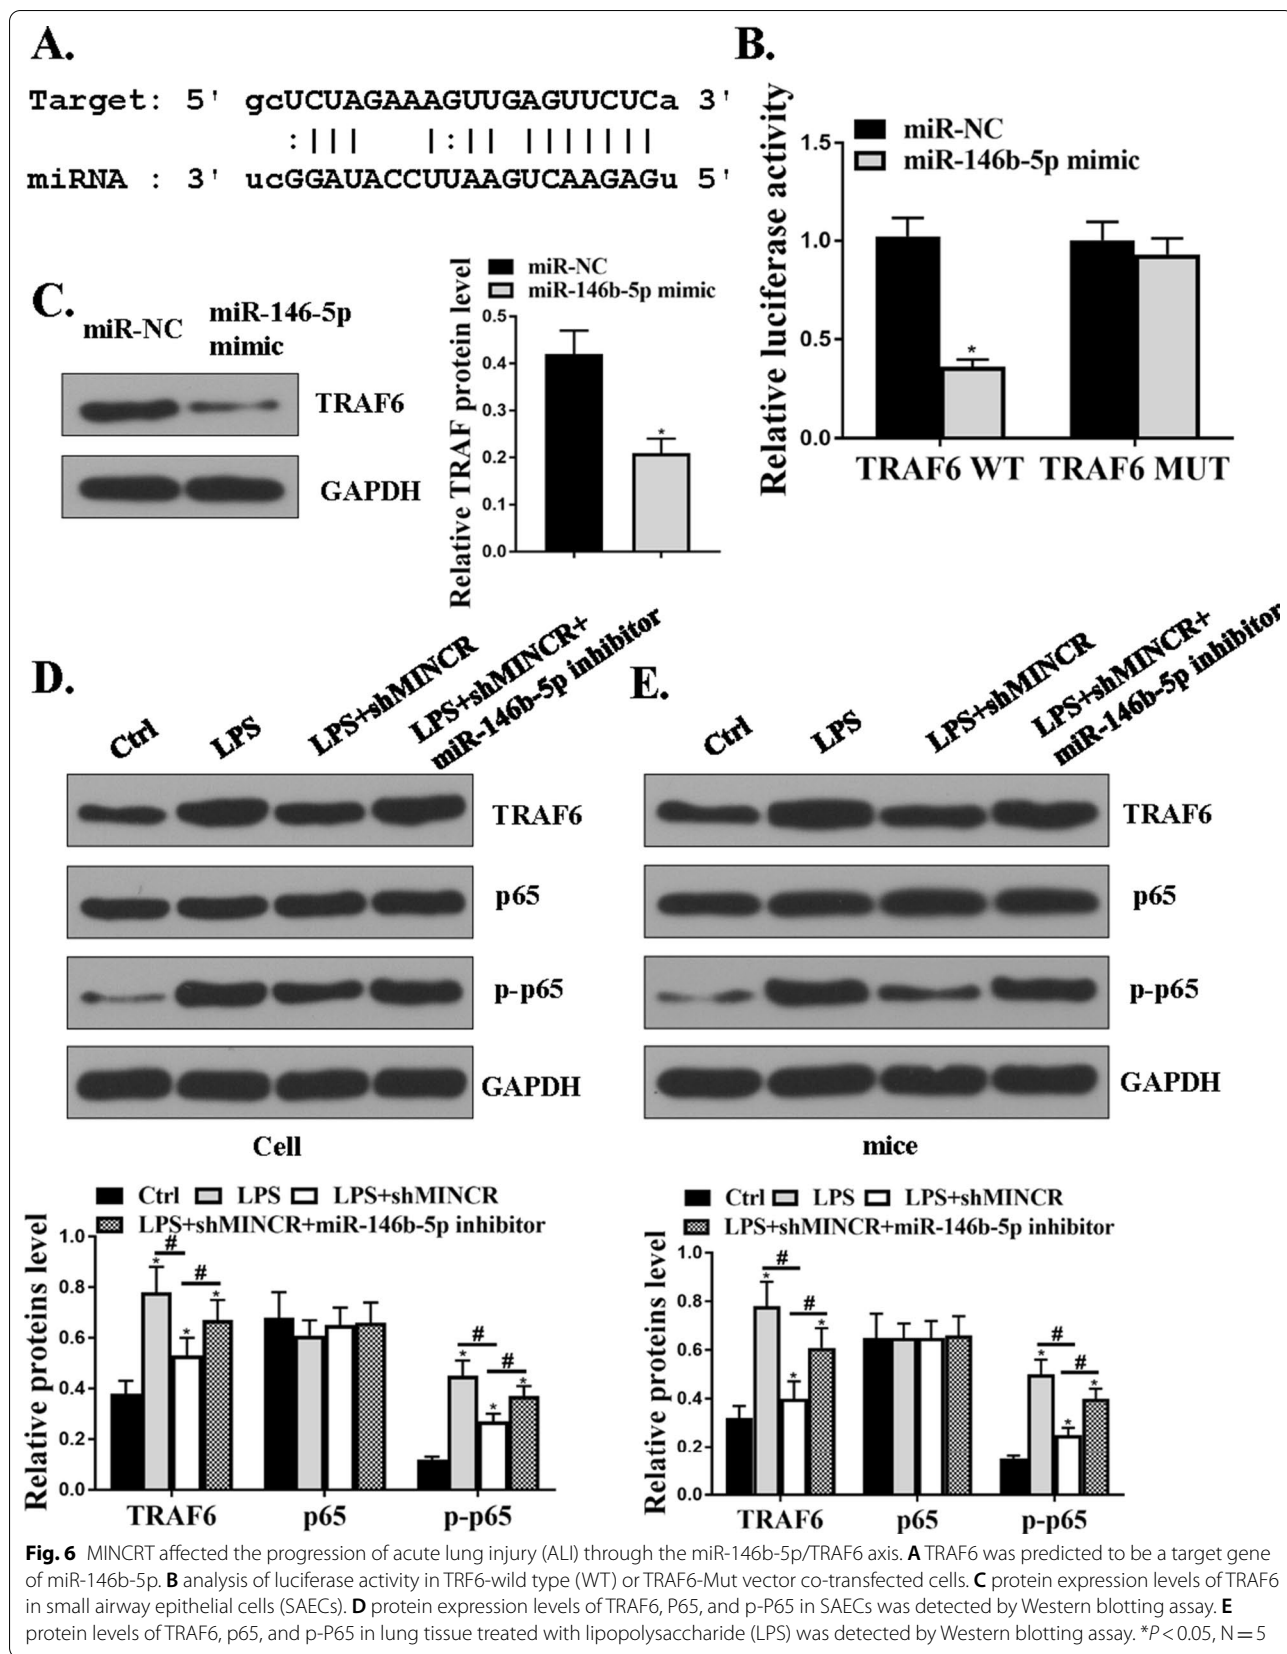 A.
Target: 5' gcUCUAGAAAGUUGAGUUCUCa 3'
:||| |:|| |||||||
miRNA : 3' ucGGAUACCUUAAGUCAAGAGu 5'
B.
Relative luciferase activity
miR-NC
miR-146b-5p mimic
1.5
1.0
0.5
0.0
*
TRAF6 WT TRAF6 MUT
C.
miR-NC
miR-146-5p
mimic
TRAF6
GAPDH
Relative TRAF protein level
miR-NC
miR-146b-5p mimic
0.5
0.4
0.3
0.2
0.1
0.0
*
D.
Ctrl
LPS
LPS+shMINCR
LPS+shMINCR+
miR-146b-5p inhibitor
TRAF6
p65
p-p65
GAPDH
Cell
Ctrl LPS LPS+shMINCR
LPS+shMINCR+miR-146b-5p inhibitor
Relative proteins level
1.0
0.8
0.6
0.4
0.2
0.0
* # * # *
* # * # *
TRAF6 p65 p-p65
E.
Ctrl
LPS
LPS+shMINCR
LPS+shMINCR+
miR-146b-5p inhibitor
TRAF6
p65
p-p65
GAPDH
mice
Ctrl LPS LPS+shMINCR
LPS+shMINCR+miR-146b-5p inhibitor
Relative proteins level
1.0
0.8
0.6
0.4
0.2
0.0
* # * # *
* # * # *
TRAF6 p65 p-p65
Fig. 6 MINCRT affected the progression of acute lung injury (ALI) through the miR-146b-5p/TRAF6 axis. A TRAF6 was predicted to be a target gene
of miR-146b-5p. B analysis of luciferase activity in TRF6-wild type (WT) or TRAF6-Mut vector co-transfected cells. C protein expression levels of TRAF6
in small airway epithelial cells (SAECs). D protein expression levels of TRAF6, P65, and p-P65 in SAECs was detected by Western blotting assay. E
protein levels of TRAF6, p65, and p-P65 in lung tissue treated with lipopolysaccharide (LPS) was detected by Western blotting assay. *P < 0.05, N = 5